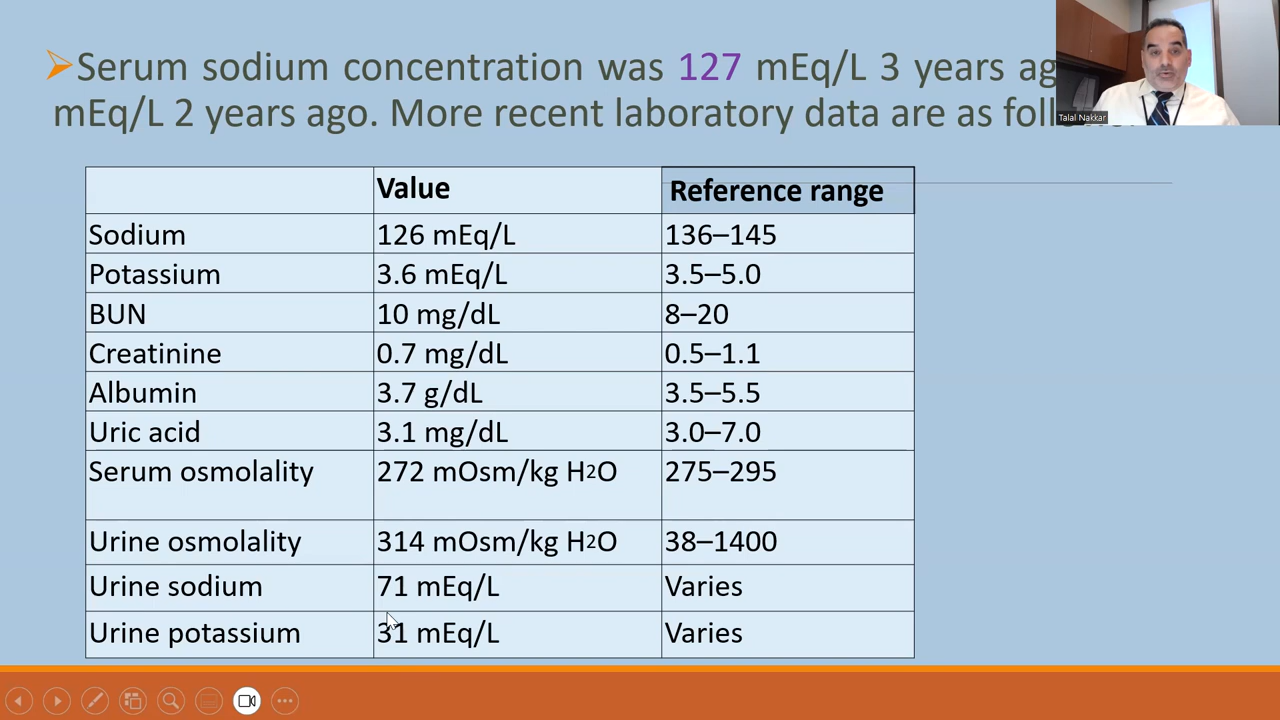 Serum sodium concentration was 127 mEq/L 3 years
mEq/L 2 years ago. More recent laboratory data are as
Talal Nakkar
Value Reference range
Sodium 126 mEq/L 136–145
Potassium 3.6 mEq/L 3.5–5.0
BUN 10 mg/dL 8–20
Creatinine 0.7 mg/dL 0.5–1.1
Albumin 3.7 g/dL 3.5–5.5
Uric acid 3.1 mg/dL 3.0–7.0
Serum osmolality 272 mOsm/kg H2O 275–295
Urine osmolality 314 mOsm/kg H2O 38–1400
Urine sodium 71 mEq/L Varies
Urine potassium 31 mEq/L Varies